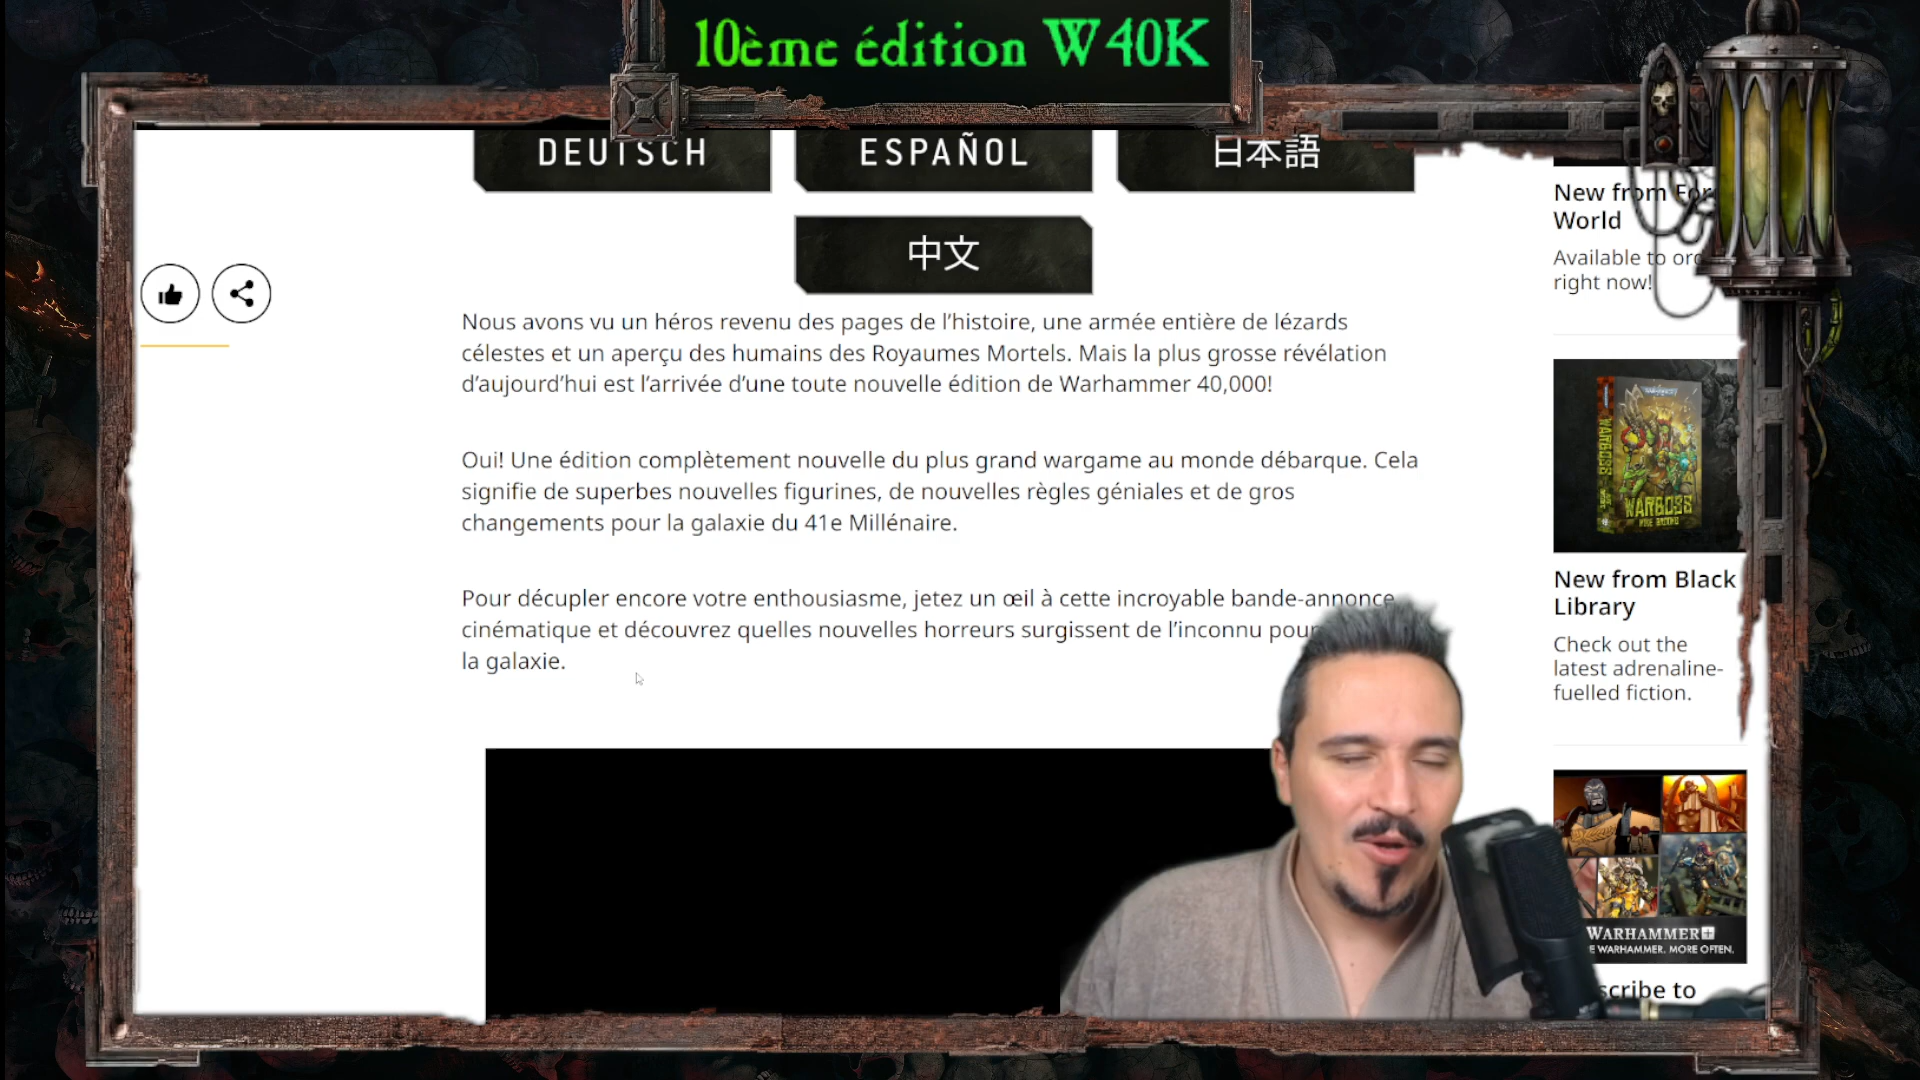 10ème édition W40K
DEUTSCH
ESPAÑOL
日本語
中文
Nous avons vu un héros revenu des pages de l’histoire, une armée entière de lézards
célestes et un aperçu des humains des Royaumes Mortels. Mais la plus grosse révélation
d’aujourd’hui est l’arrivée d’une toute nouvelle édition de Warhammer 40,000!
Oui! Une édition complètement nouvelle du plus grand wargame au monde débarque. Cela
signifie de superbes nouvelles figurines, de nouvelles règles géniales et de gros
changements pour la galaxie du 41e Millénaire.
Pour décupler encore votre enthousiasme, jetez un œil à cette incroyable bande-annonce
cinématique et découvrez quelles nouvelles horreurs surgissent de l’inconnu pour
la galaxie.
New from
World
Available to
right now!
WARBOSS
WARBOSS
MIKE BROOKS
New from Black
Library
Check out the
latest adrenaline-
fuelled fiction.
WARHAMMER+
WARHAMMER. MORE OFTEN.
scribe to